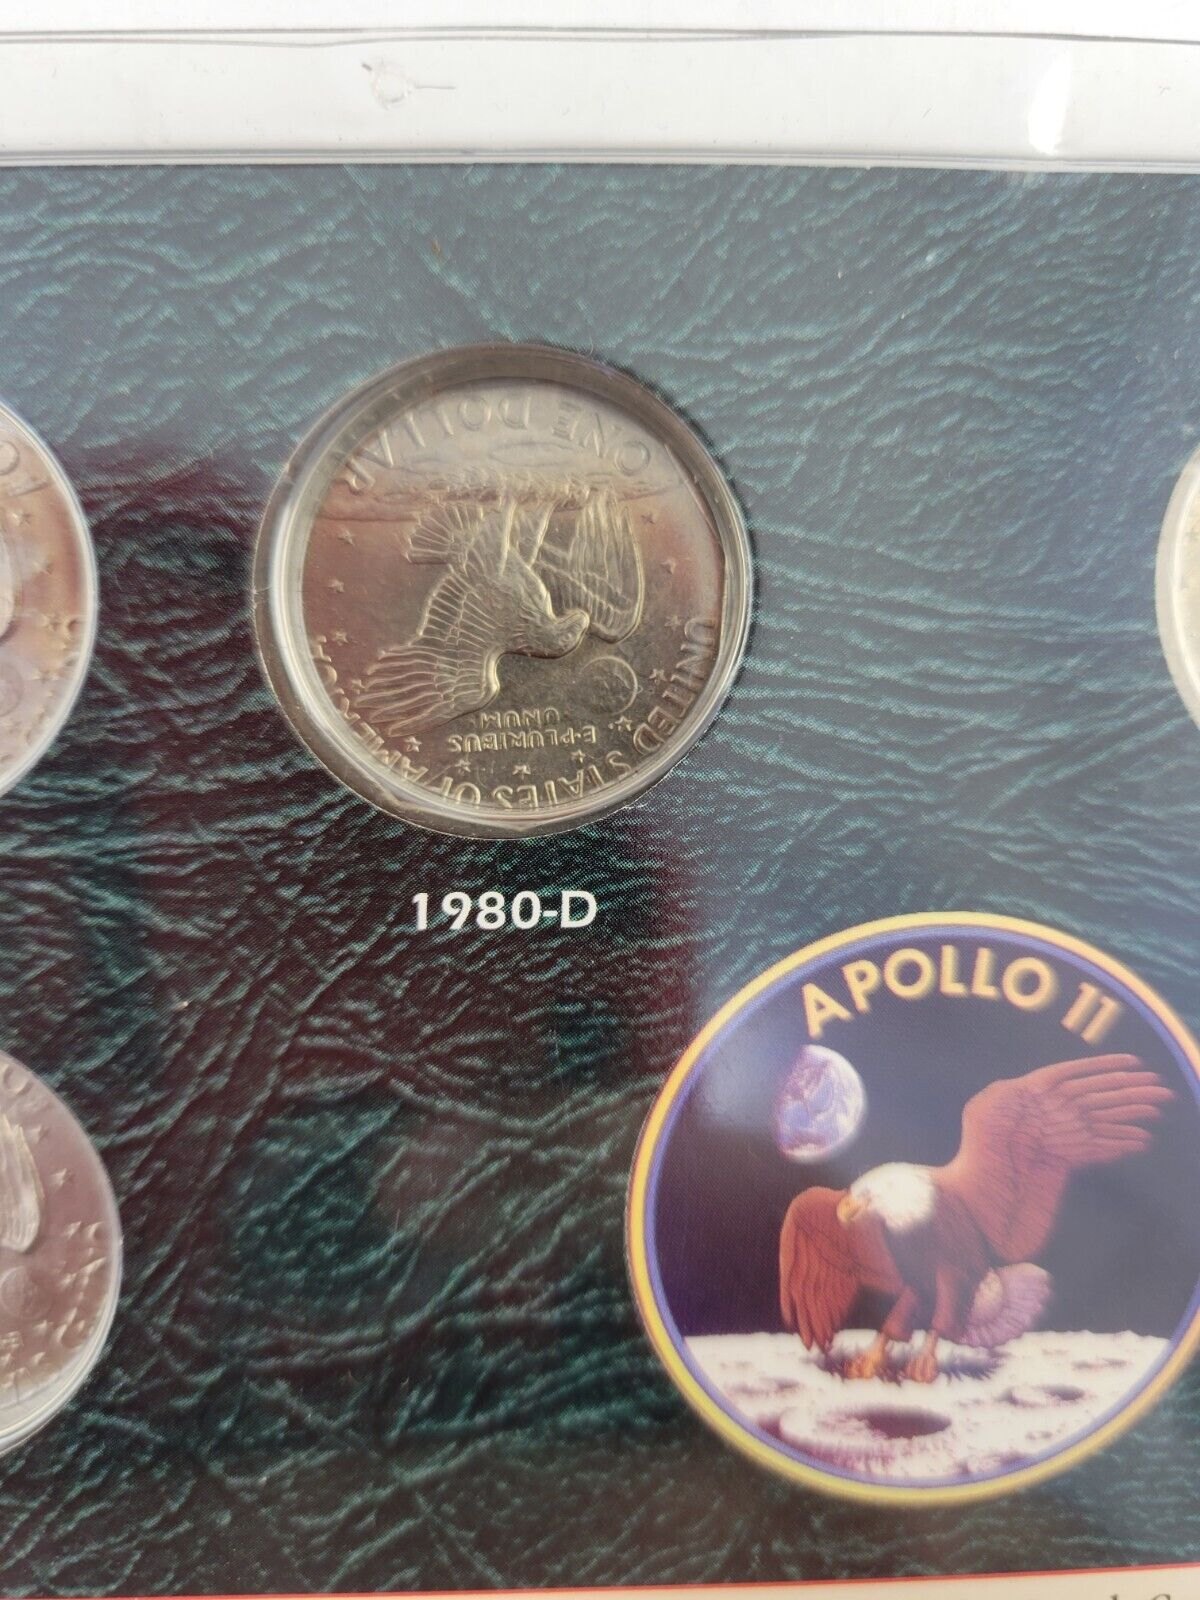 ONE DOLLAR
UNITED STATES OF AMERICA
E·PLURIBUS
UNUM
1980-D
APOLLO 11